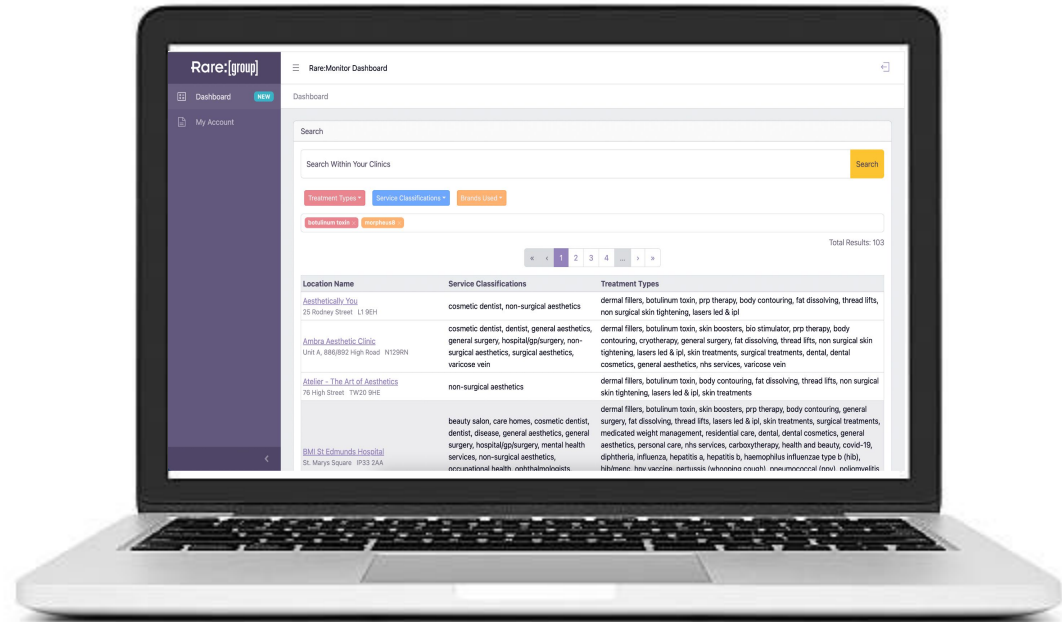 Rare:[group]
Rare:Monitor Dashboard
Dashboard NEW
My Account
Dashboard
Search
Search Within Your Clinics
Search
Treatment Types
Service Classifications
Brands Used
botulinum toxin ×
morpheus8 ×
Total Results: 103
« ‹ 1 2 3 4 ... › »
Location Name Service Classifications Treatment Types
Aesthetically You
25 Rodney Street L1 9EH
cosmetic dentist, non-surgical aesthetics
dermal fillers, botulinum toxin, prp therapy, body contouring, fat dissolving, thread lifts,
non surgical skin tightening, lasers led & ipl
Ambra Aesthetic Clinic
Unit A, 886/892 High Road N129RN
cosmetic dentist, dentist, general aesthetics,
general surgery, hospital/gp/surgery, non-
surgical aesthetics, surgical aesthetics,
varicose vein
dermal fillers, botulinum toxin, skin boosters, bio stimulator, prp therapy, body
contouring, cryotherapy, general surgery, fat dissolving, thread lifts, non surgical skin
tightening, lasers led & ipl, skin treatments, surgical treatments, dental, dental
cosmetics, general aesthetics, nhs services, varicose vein
Atelier - The Art of Aesthetics
76 High Street TW20 9HE
non-surgical aesthetics
dermal fillers, botulinum toxin, body contouring, fat dissolving, thread lifts, non surgical
skin tightening, lasers led & ipl, skin treatments
BMI St Edmunds Hospital
St. Marys Square IP33 2AA
beauty salon, care homes, cosmetic dentist,
dentist, disease, general aesthetics, general
surgery, hospital/gp/surgery, mental health
services, non-surgical aesthetics,
occupational health, ophthalmologists
dermal fillers, botulinum toxin, skin boosters, prp therapy, body contouring, general
surgery, fat dissolving, thread lifts, lasers led & ipl, skin treatments, surgical treatments,
medicated weight management, residential care, dental, dental cosmetics, general
aesthetics, personal care, nhs services, carboxytherapy, health and beauty, covid-19,
diphtheria, influenza, hepatitis a, hepatitis b, haemophilus influenzae type b (hib),
hib/menc, hpv vaccine, pertussis (whooping cough), pneumococcal (ppv), poliomyelitis